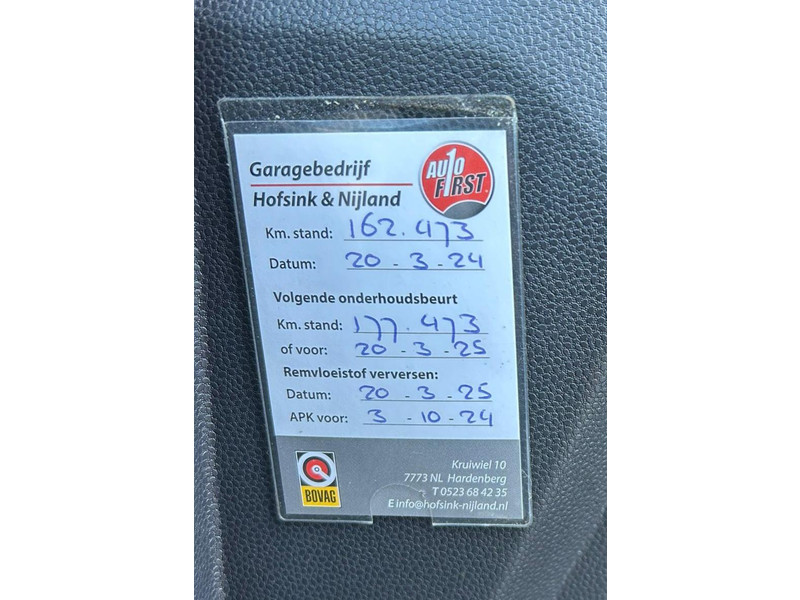 Garagebedrijf
Hofsink & Nijland
AUTO
F1RST
Km. stand: 162.473
Datum: 20 - 3 - 24
Volgende onderhoudsbeurt
Km. stand: 177.473
of voor: 20 - 3 - 25
Remvloeistof verversen:
Datum: 20 - 3 - 25
APK voor: 3 - 10 - 24
BOVAG
Kruiwiel 10
7773 NL Hardenberg
T 0523 68 42 35
E info@hofsink-nijland.nl